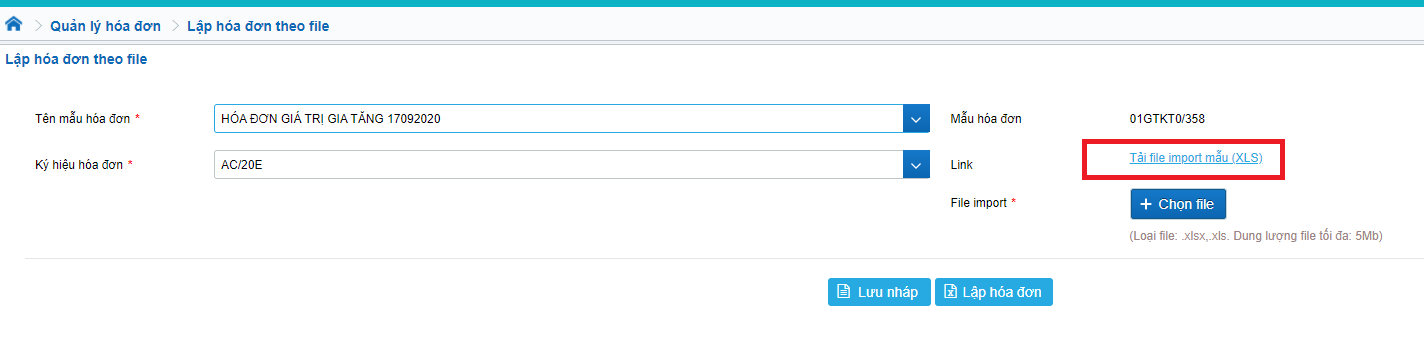 Quản lý hóa đơn Lập hóa đơn theo file
Lập hóa đơn theo file
Tên mẫu hóa đơn * HÓA ĐƠN GIÁ TRỊ GIA TĂNG 17092020 Mẫu hóa đơn 01GTKT0/358
Ký hiệu hóa đơn * AC/20E Link Tải file import mẫu (XLS)
File import * + Chọn file
(Loại file: .xlsx,.xls. Dung lượng file tối đa: 5Mb)
Lưu nháp Lập hóa đơn